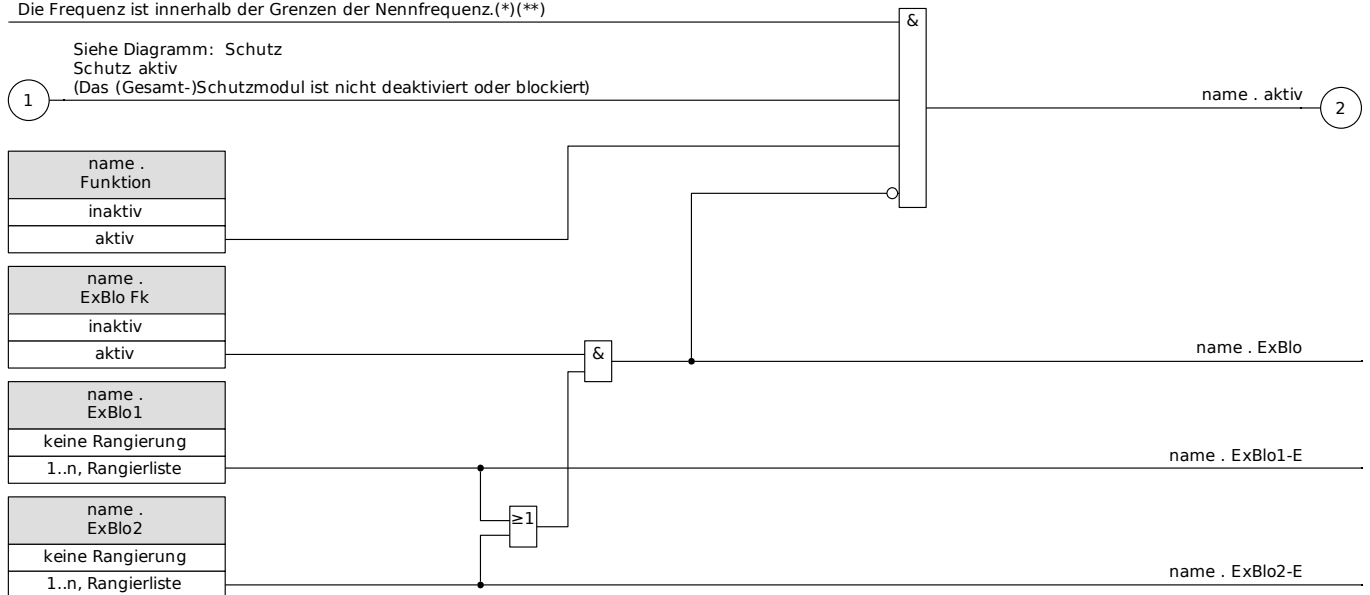 Die Frequenz ist innerhalb der Grenzen der Nennfrequenz.(*)(**)
&
Siehe Diagramm: Schutz
Schutz. aktiv
(Das (Gesamt-)Schutzmodul ist nicht deaktiviert oder blockiert)
1
name . aktiv
2
name .
Funktion
inaktiv
aktiv
name .
ExBlo Fk
inaktiv
aktiv
&
name . ExBlo
name .
ExBlo1
keine Rangierung
1..n, Rangierliste
name . ExBlo1-E
name .
ExBlo2
≥1
keine Rangierung
1..n, Rangierliste
name . ExBlo2-E